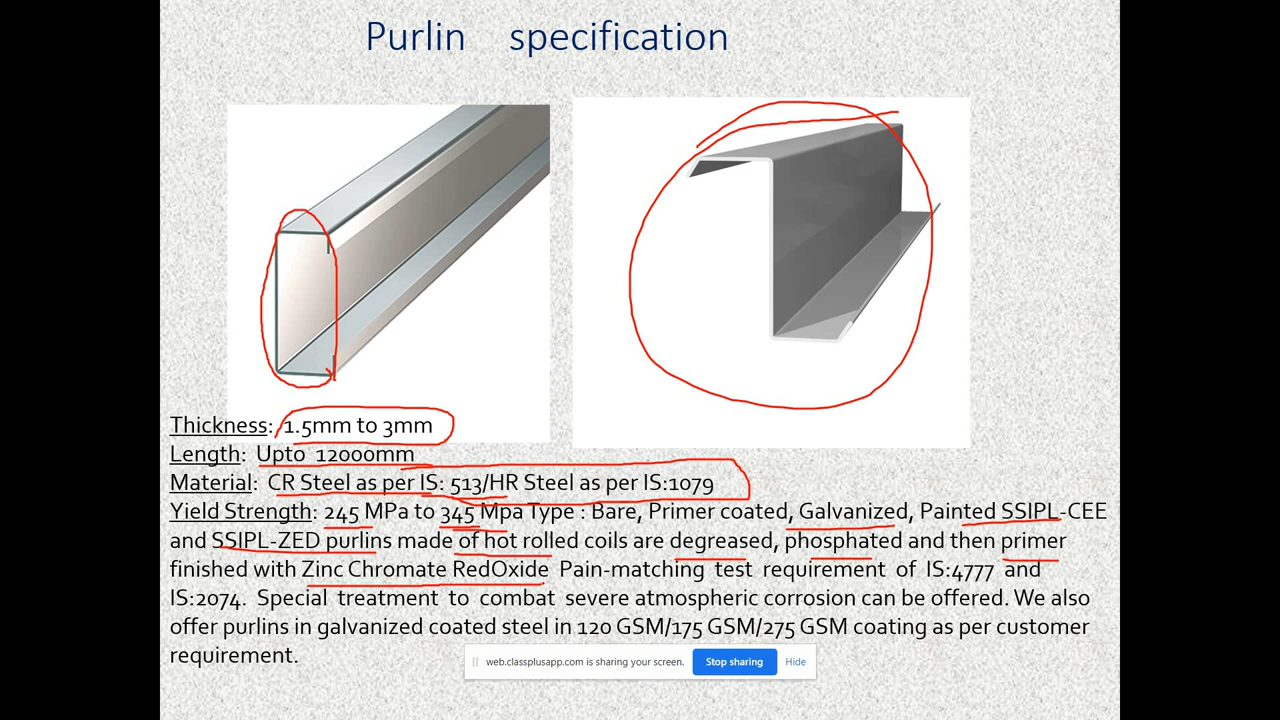 Purlin specification
Thickness: 1.5mm to 3mm
Length: Upto 12000mm
Material: CR Steel as per IS: 513/HR Steel as per IS:1079
Yield Strength: 245 MPa to 345 Mpa Type : Bare, Primer coated, Galvanized, Painted SSIPL-CEE
and SSIPL-ZED purlins made of hot rolled coils are degreased, phosphated and then primer
finished with Zinc Chromate RedOxide Pain-matching test requirement of IS:4777 and
IS:2074. Special treatment to combat severe atmospheric corrosion can be offered. We also
offer purlins in galvanized coated steel in 120 GSM/175 GSM/275 GSM coating as per customer
requirement.
web.classplusapp.com is sharing your screen. Stop sharing Hide